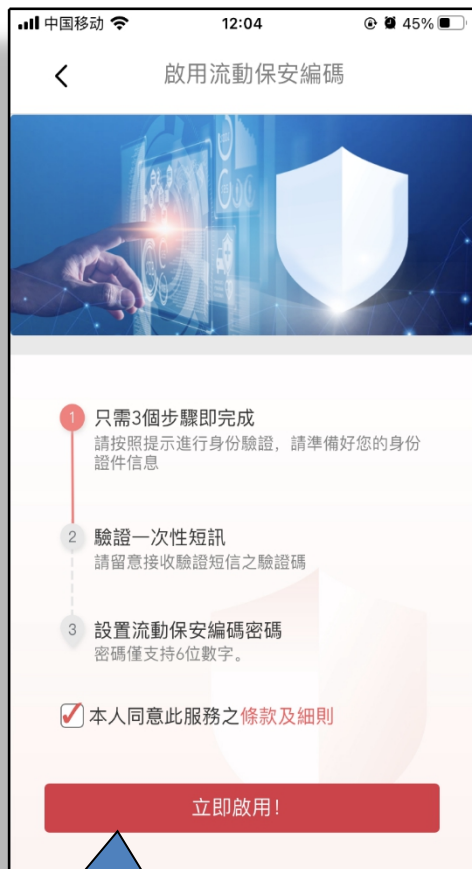 中国移动 12:04 45%
啟用流動保安編碼
1 只需3個步驟即完成
請按照提示進行身份驗證，請準備好您的身份
證件信息
2 驗證一次性短訊
請留意接收驗證短信之驗證碼
3 設置流動保安編碼密碼
密碼僅支持6位數字。
本人同意此服務之條款及細則
立即啟用！